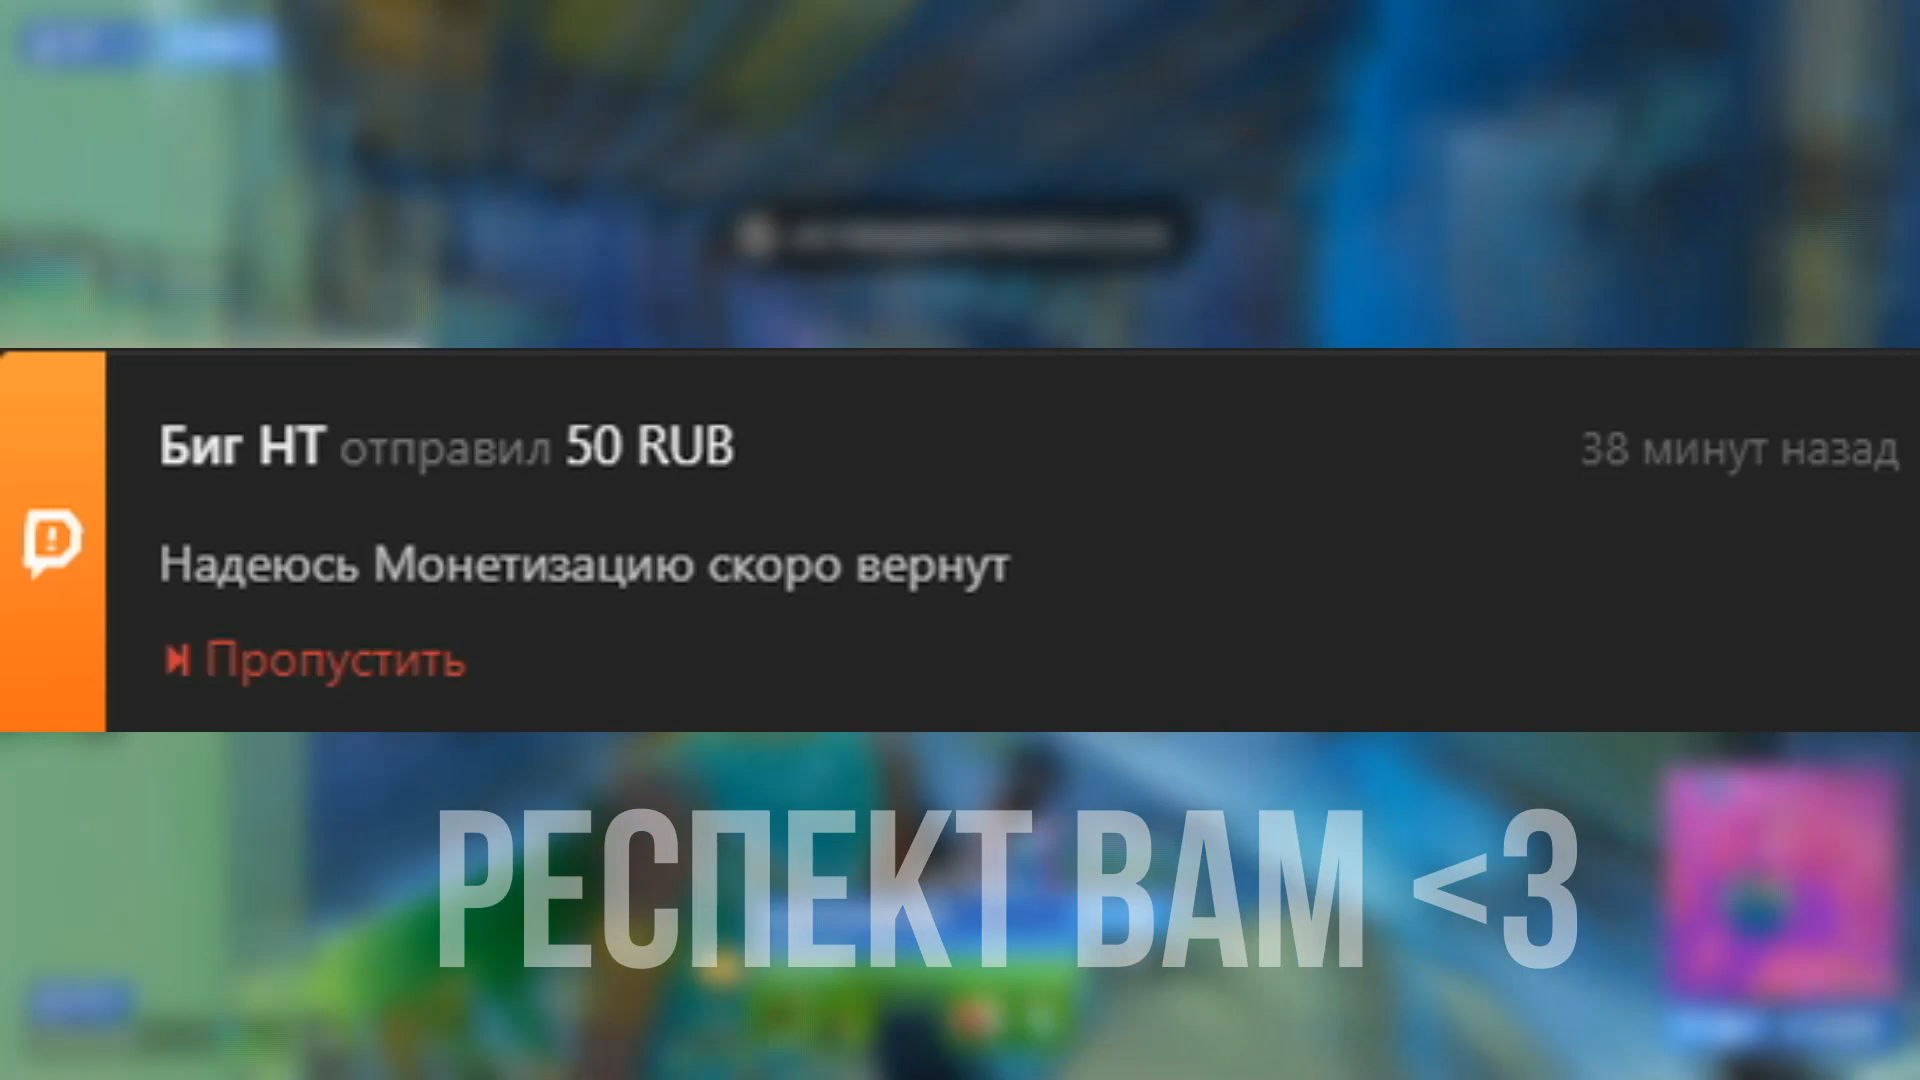 Биг НТ отправил 50 RUB
38 минут назад
Надеюсь Монетизацию скоро вернут
Пропустить
РЕСПЕКТ ВАМ <3